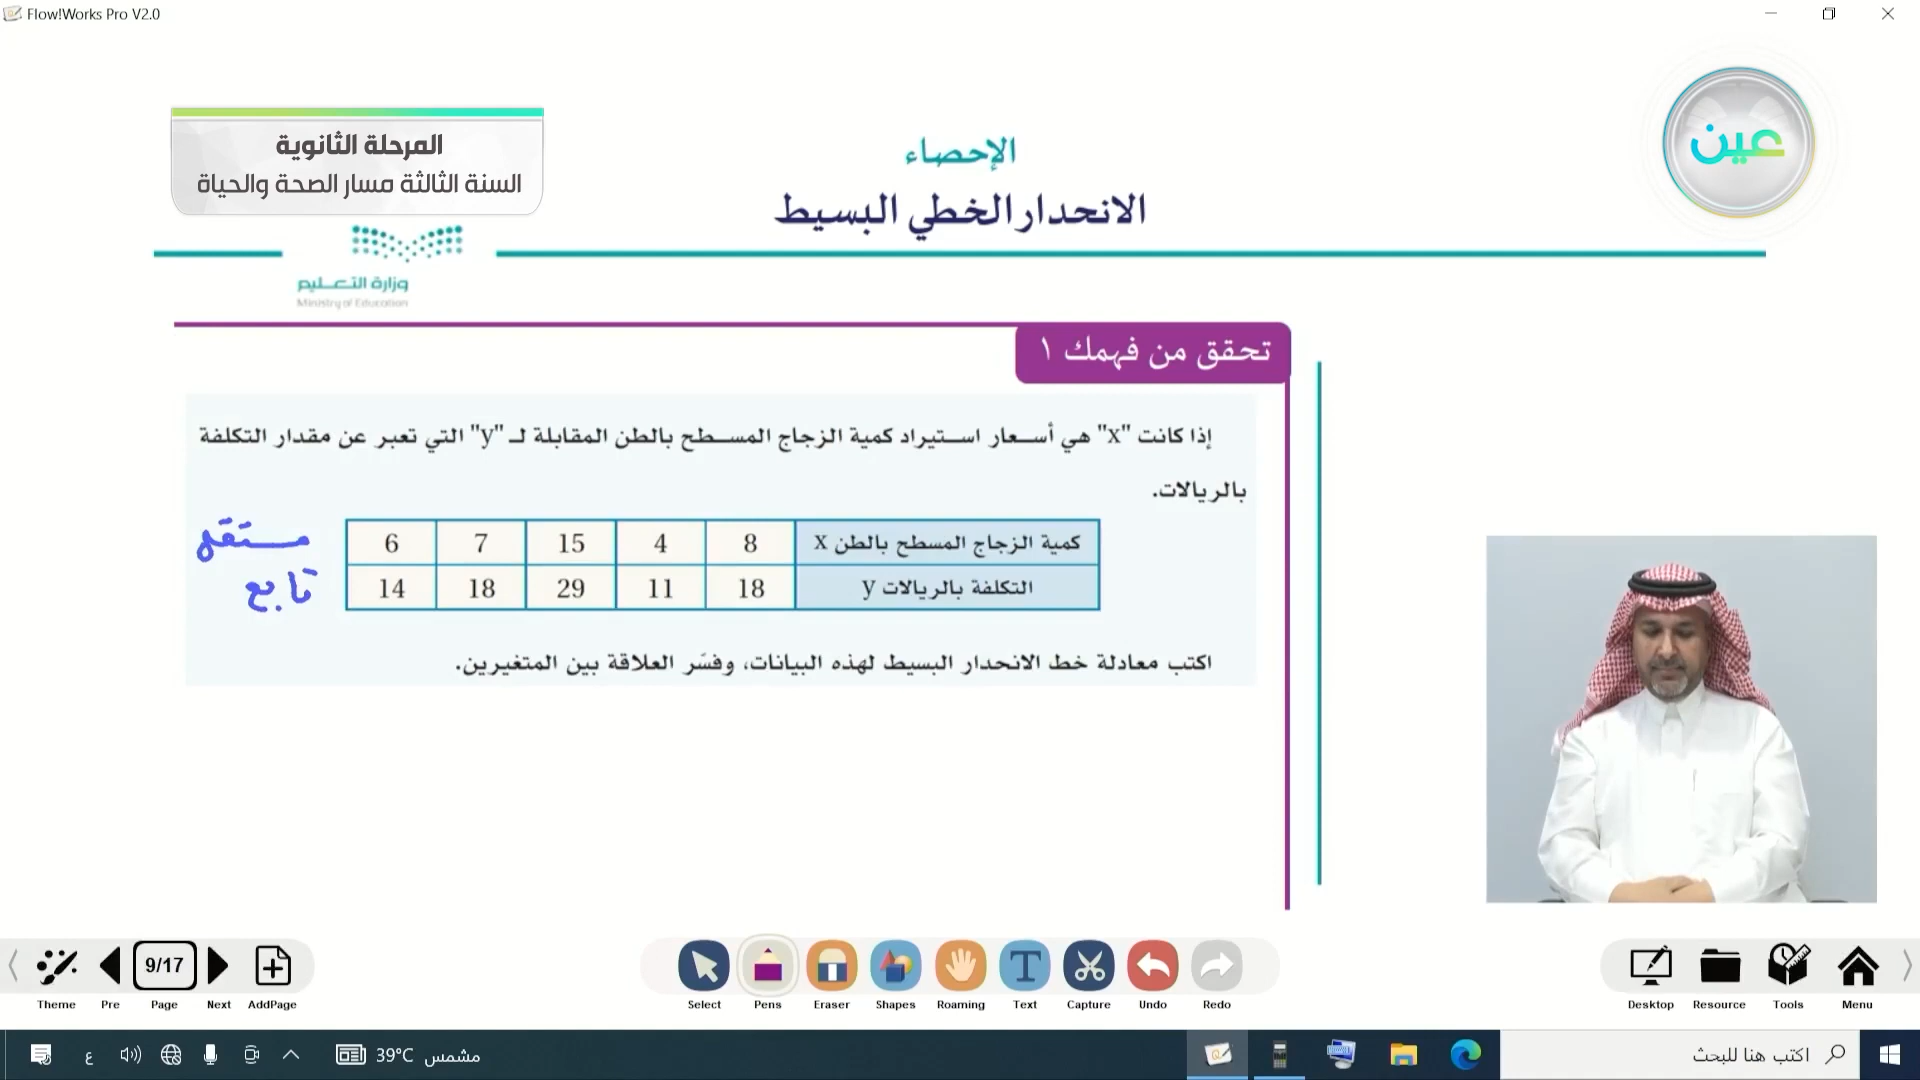 Flow!Works Pro V2.0
المرحلة الثانوية
السنة الثالثة مسار الصحة والحياة
الإحصاء
الانحدار الخطي البسيط
عين
وزارة التعليم
Ministry of Education
تحقق من فهمك ١
إذا كانت "x" هي أسعار استيراد كمية الزجاج المسطح بالطن المقابلة لـ "y" التي تعبر عن مقدار التكلفة
بالريالات.
كمية الزجاج المسطح بالطن x 8 4 15 7 6 مستقل
التكلفة بالريالات y 18 11 29 18 14 تابع
اكتب معادلة خط الانحدار البسيط لهذه البيانات، وفسّر العلاقة بين المتغيرين.
9/17
Theme Pre Page Next AddPage
T
Select Pens Eraser Shapes Roaming Text Capture Undo Redo
Desktop Resource Tools Menu
ع
39°C مشمس
اكتب هنا للبحث